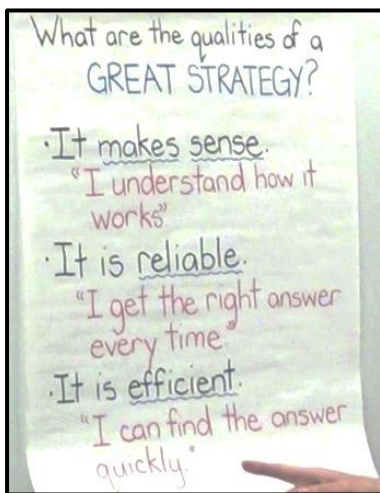 What are the qualities of a
GREAT STRATEGY?
·It makes sense.
"I understand how it
works"
·It is reliable.
"I get the right answer
every time"
·It is efficient.
"I can find the answer
quickly."